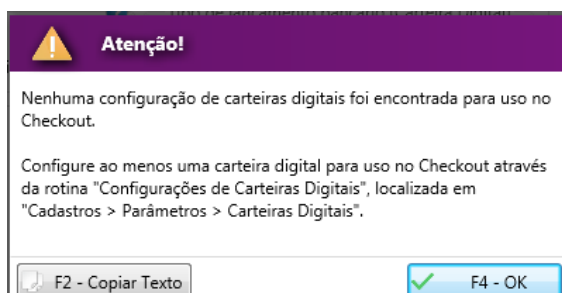 Atenção!
Nenhuma configuração de carteiras digitais foi encontrada para uso no
Checkout.
Configure ao menos uma carteira digital para uso no Checkout através
da rotina "Configurações de Carteiras Digitais", localizada em
"Cadastros > Parâmetros > Carteiras Digitais".
F2 - Copiar Texto
F4 - OK